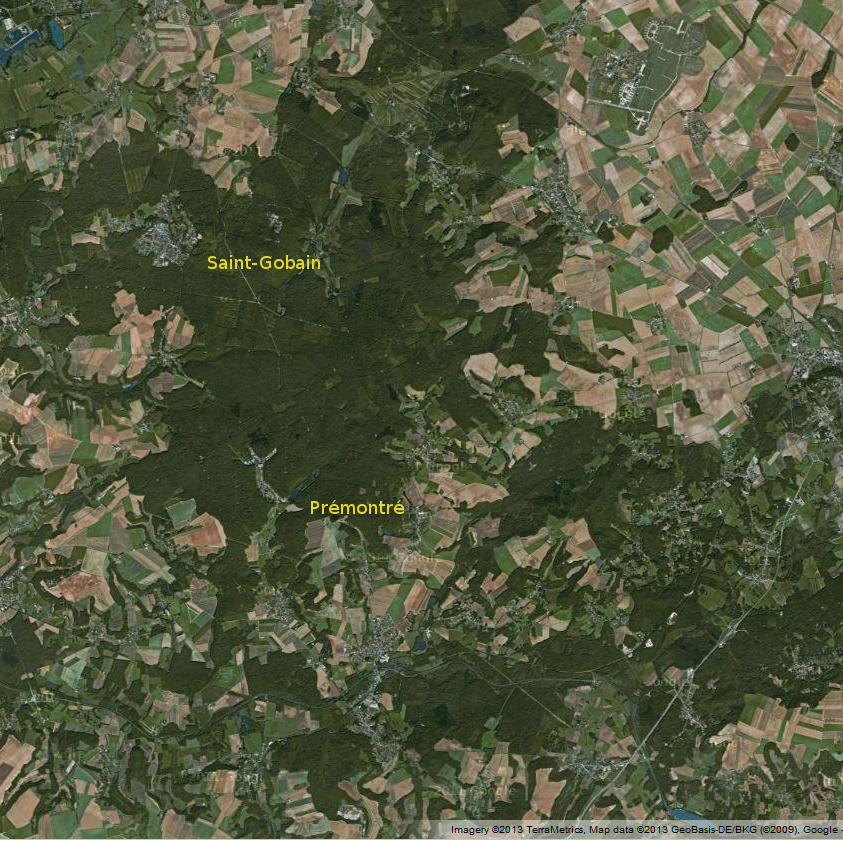 Saint-Gobain
Prémontré
Imagery ©2013 TerraMetrics, Map data ©2013 GeoBasis-DE/BKG (©2009), Google -